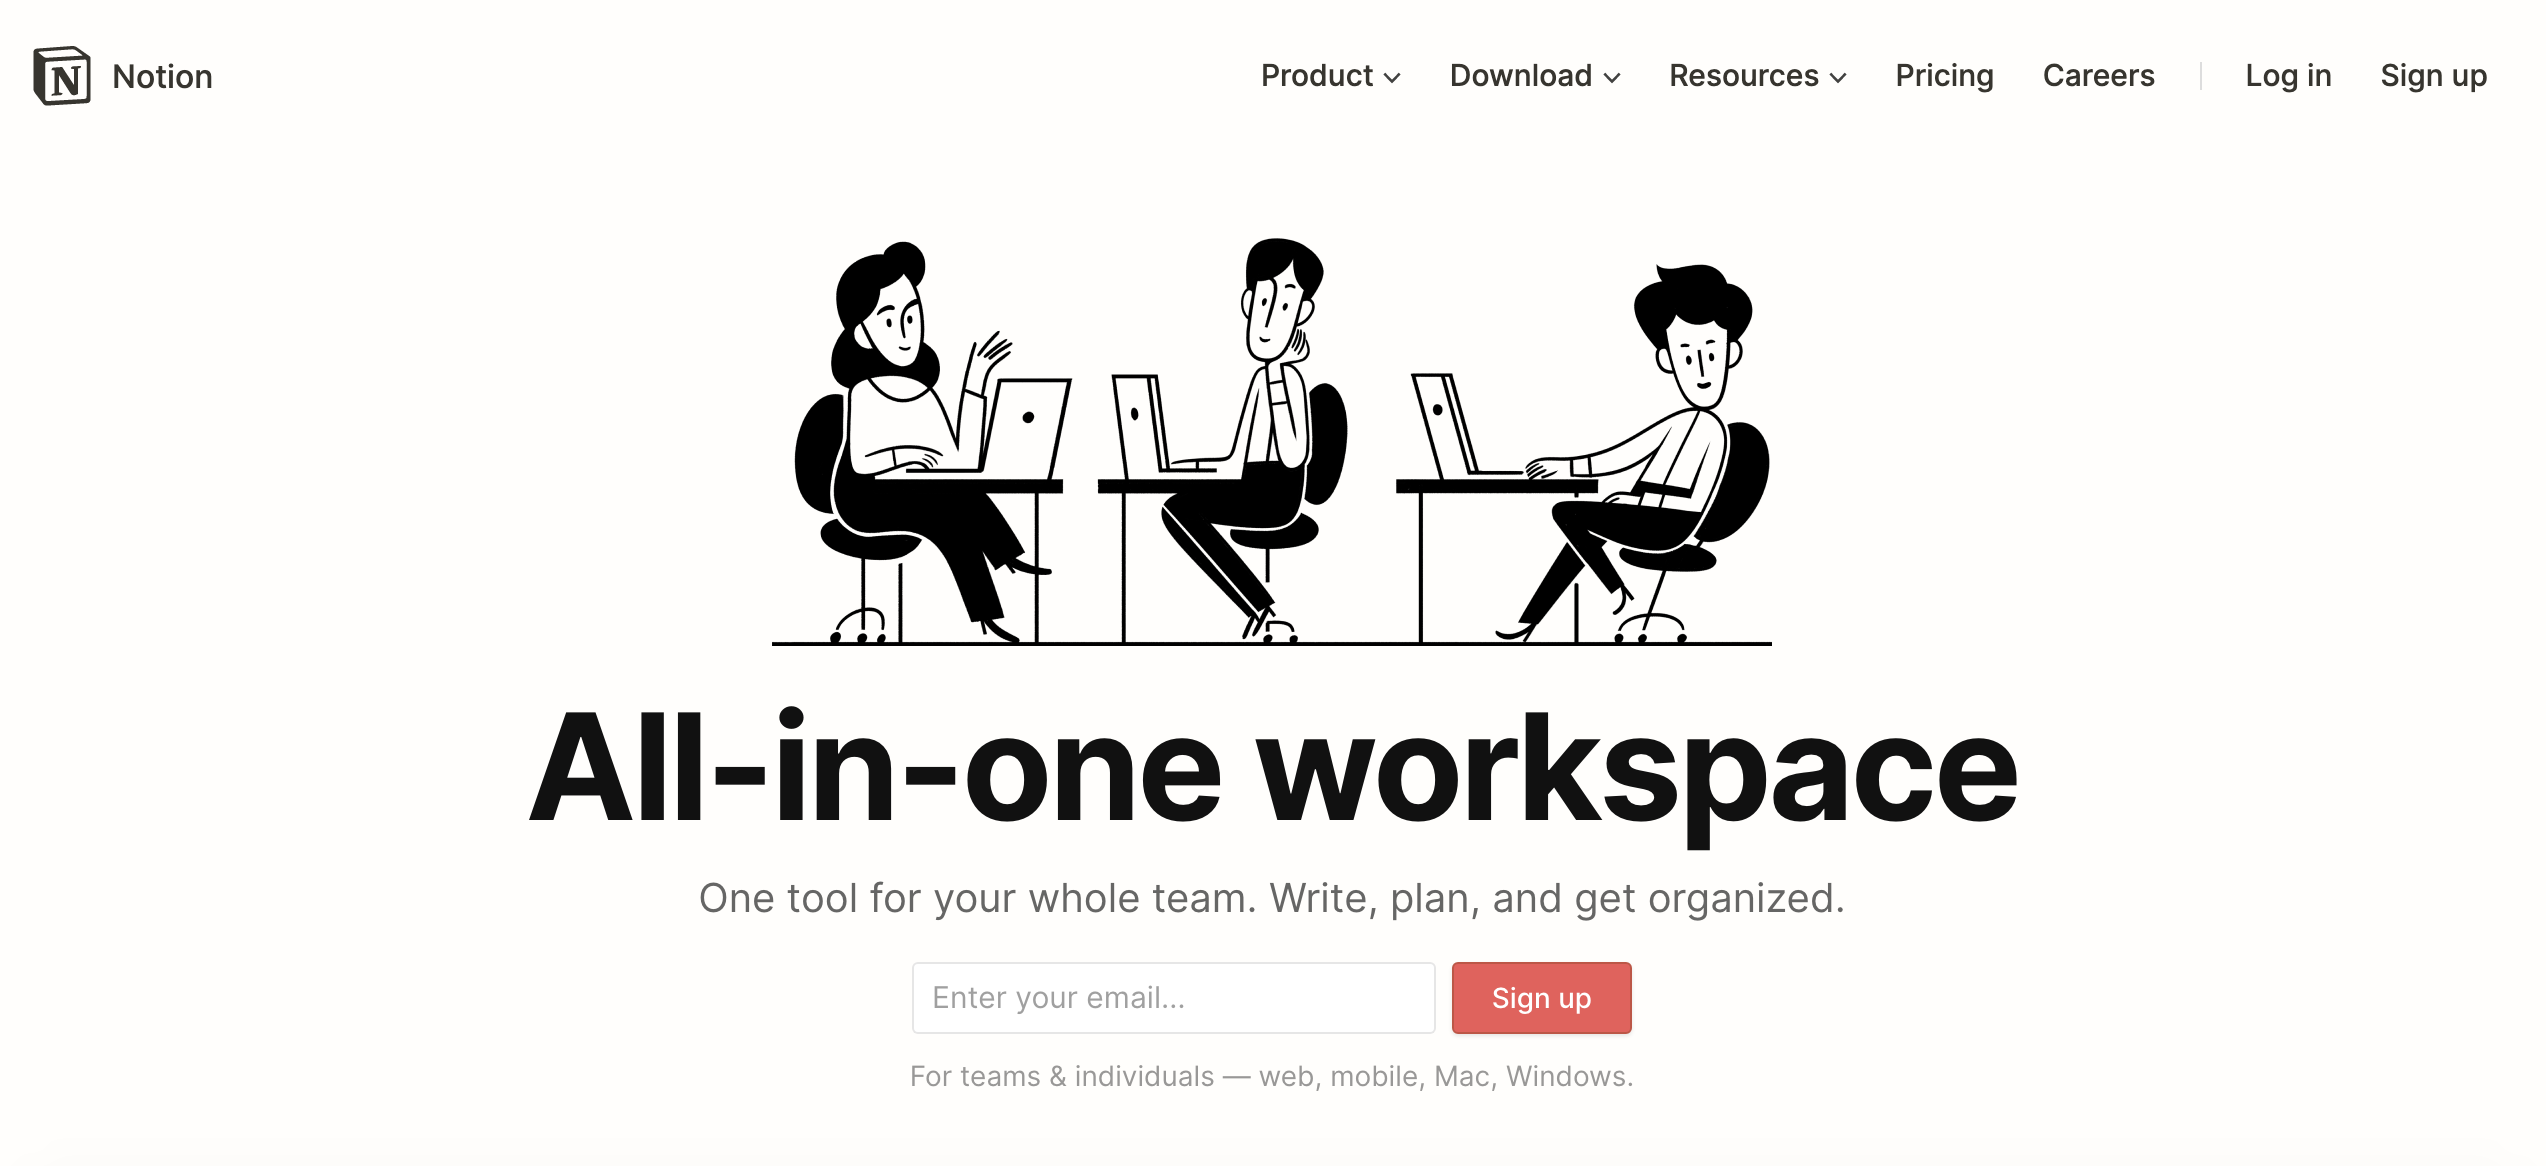 N Notion Product Download Resources Pricing Careers Log in Sign up
All-in-one workspace
One tool for your whole team. Write, plan, and get organized.
Enter your email... Sign up
For teams & individuals — web, mobile, Mac, Windows.